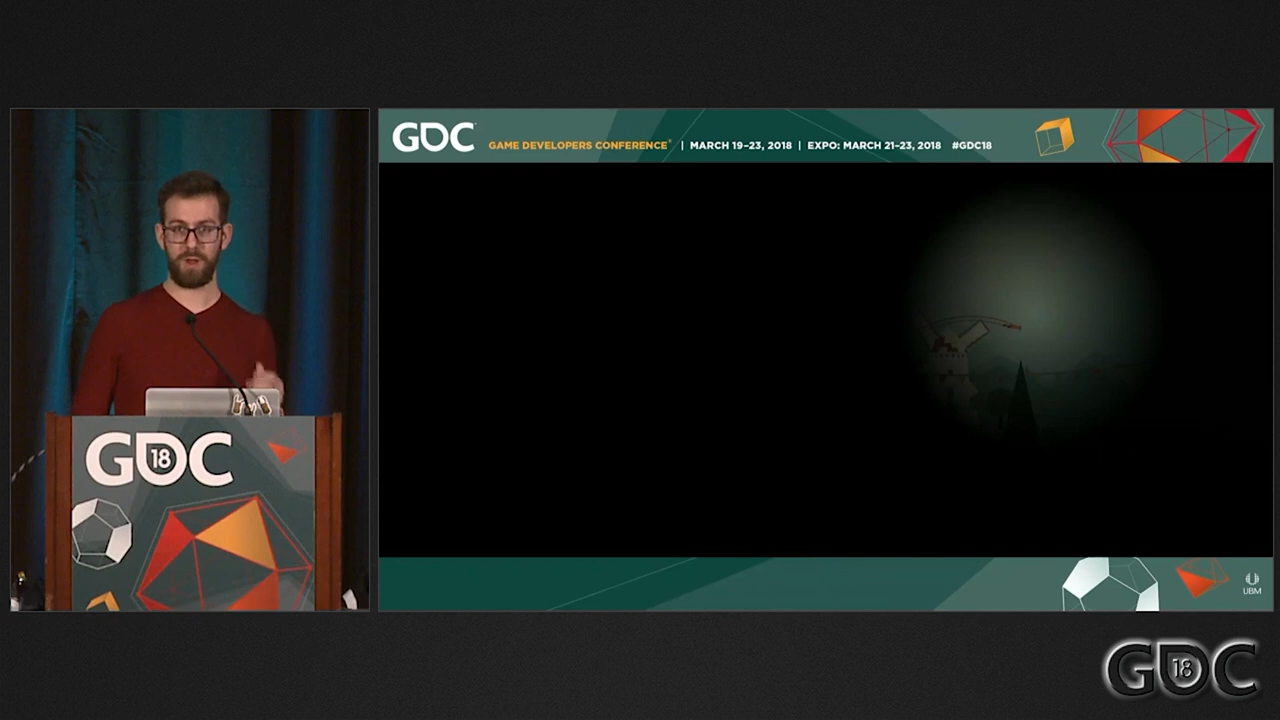 GDC
GAME DEVELOPERS CONFERENCE® | MARCH 19–23, 2018 | EXPO: MARCH 21–23, 2018 #GDC18
GDC
18
UBM
GDC
18